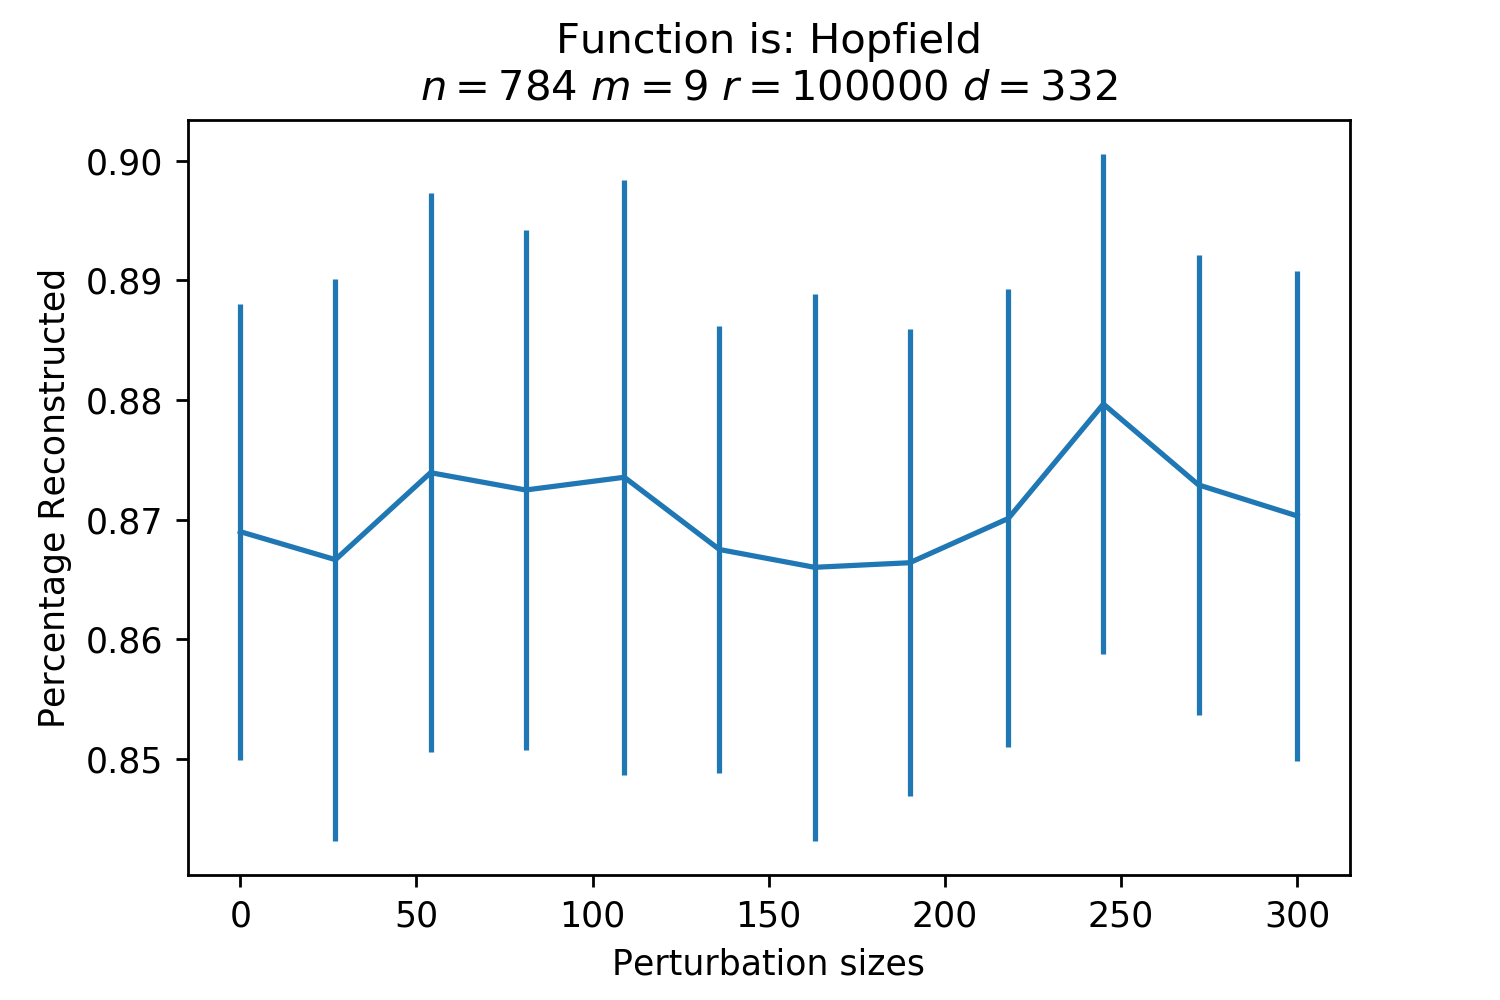 Function is: Hopfield
n = 784 m = 9 r = 100000 d = 332
Percentage Reconstructed
0.90
0.89
0.88
0.87
0.86
0.85
0 50 100 150 200 250 300
Perturbation sizes